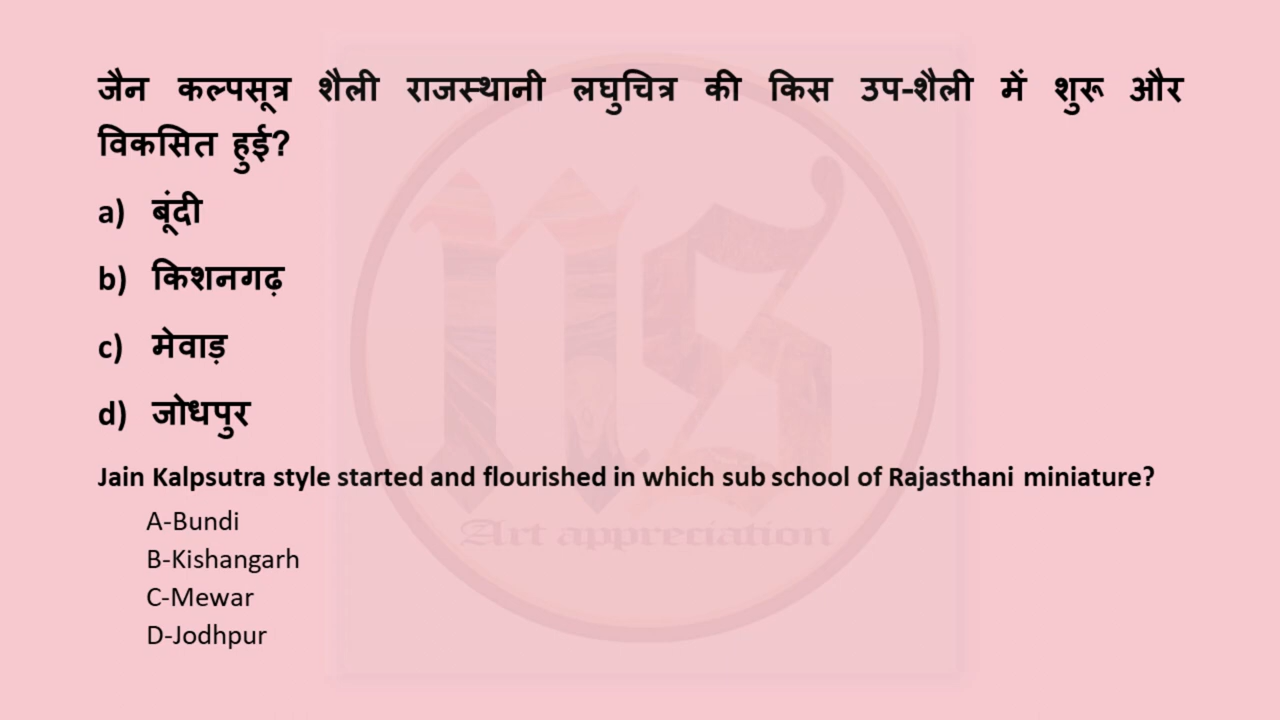 जैन कल्पसूत्र शैली राजस्थानी लघुचित्र की किस उप-शैली में शुरू और
विकसित हुई?
a) बूंदी
b) किशनगढ़
c) मेवाड़
d) जोधपुर
Jain Kalpsutra style started and flourished in which sub school of Rajasthani miniature?
A-Bundi
B-Kishangarh
C-Mewar
D-Jodhpur
ns
Art appreciation